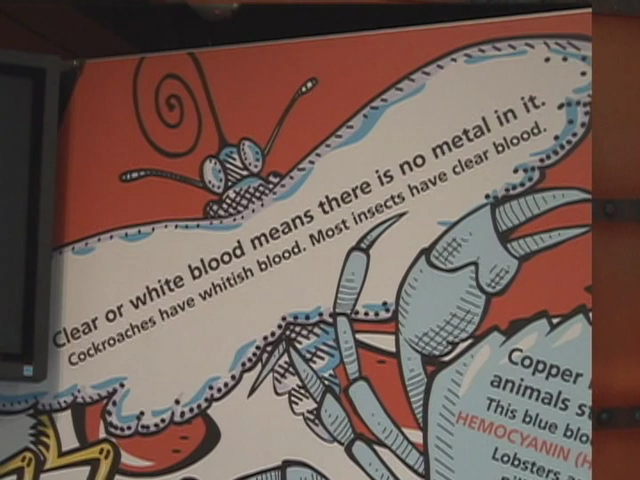 Clear or white blood means there is no metal in it.
Cockroaches have whitish blood. Most insects have clear blood.
Copper
animals
This blue
HEMOCYANIN
Lobsters